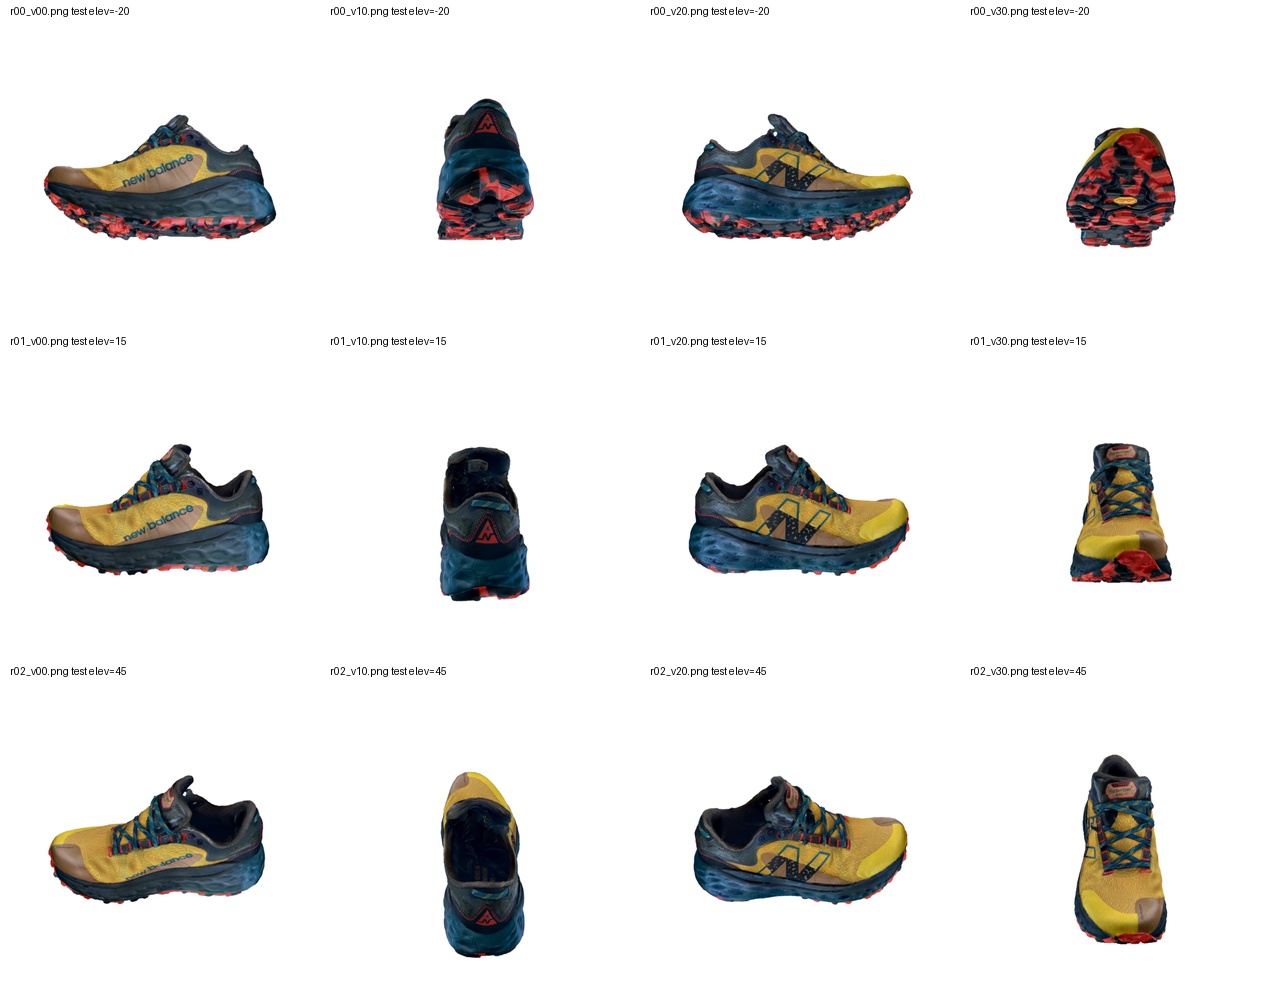 r00_v00.png test elev=-20
r00_v10.png test elev=-20
r00_v20.png test elev=-20
r00_v30.png test elev=-20
new balance
N
N
r01_v00.png test elev=15
r01_v10.png test elev=15
r01_v20.png test elev=15
r01_v30.png test elev=15
new balance
N
N
r02_v00.png test elev=45
r02_v10.png test elev=45
r02_v20.png test elev=45
r02_v30.png test elev=45
new balance
N
N